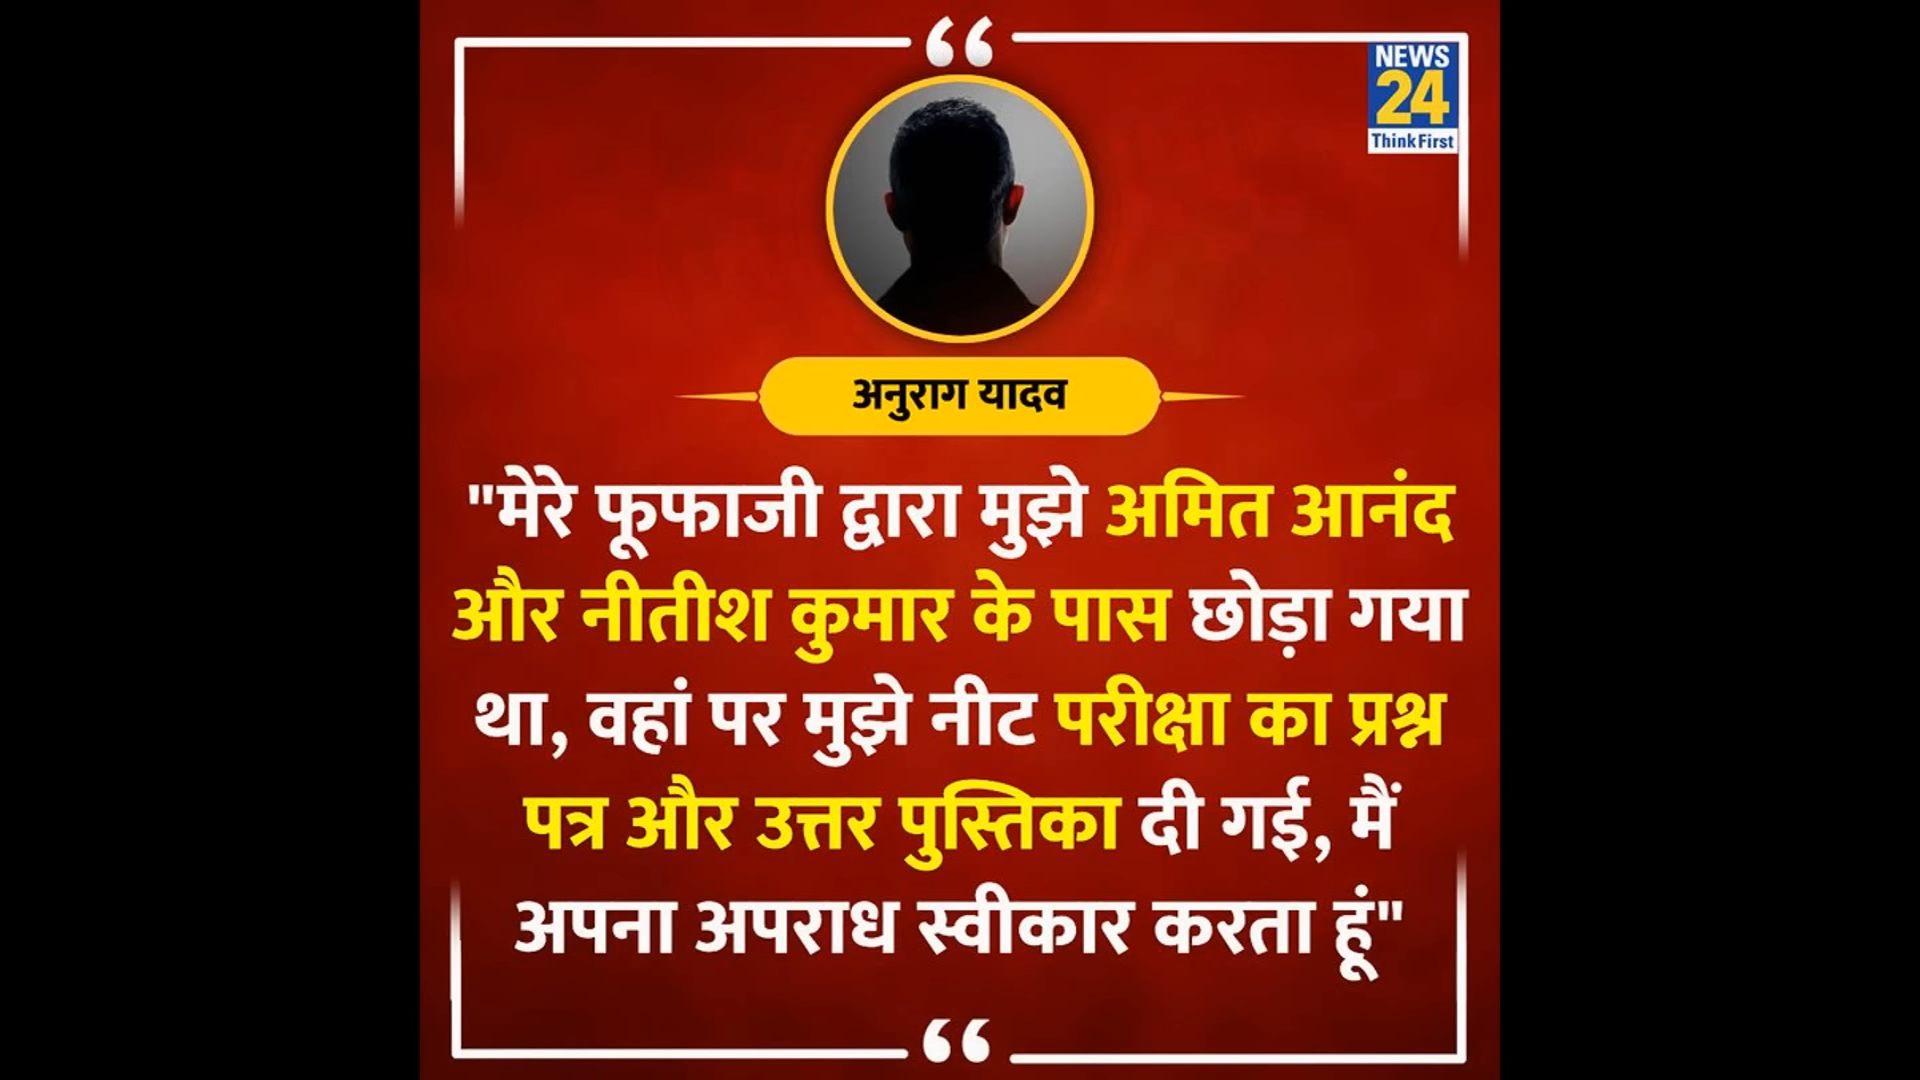 NEWS
24
Think First
अनुराग यादव
"मेरे फूफाजी द्वारा मुझे अमित आनंद
और नीतीश कुमार के पास छोड़ा गया
था, वहां पर मुझे नीट परीक्षा का प्रश्न
पत्र और उत्तर पुस्तिका दी गई, मैं
अपना अपराध स्वीकार करता हूं"